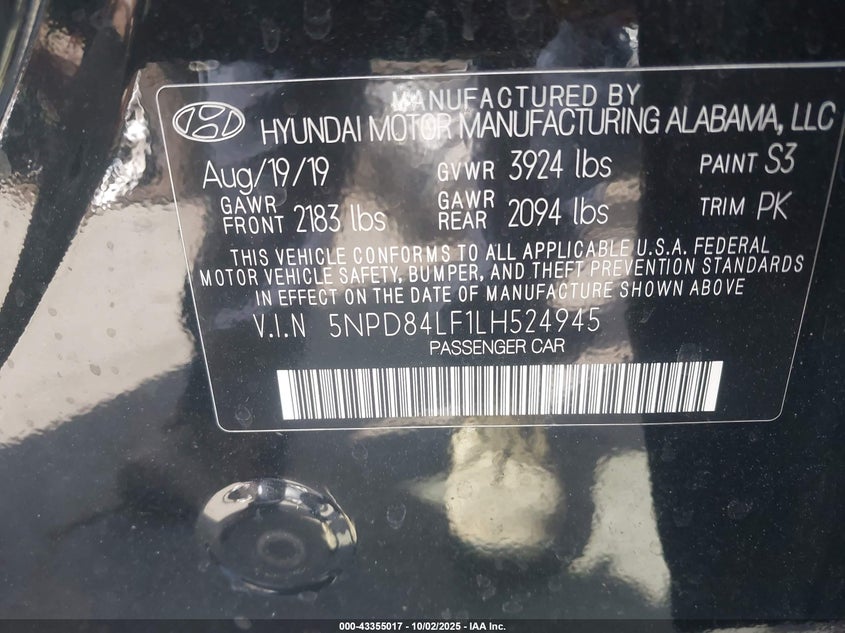 MANUFACTURED BY
HYUNDAI MOTOR MANUFACTURING ALABAMA, LLC
Aug/19/19 GVWR 3924 lbs PAINT S3
GAWR FRONT 2183 lbs GAWR REAR 2094 lbs TRIM PK
THIS VEHICLE CONFORMS TO ALL APPLICABLE U.S.A. FEDERAL
MOTOR VEHICLE SAFETY, BUMPER, AND THEFT PREVENTION STANDARDS
IN EFFECT ON THE DATE OF MANUFACTURE SHOWN ABOVE
V.I.N 5NPD84LF1LH524945
PASSENGER CAR
000-43355017 - 10/02/2025 - IAA Inc.